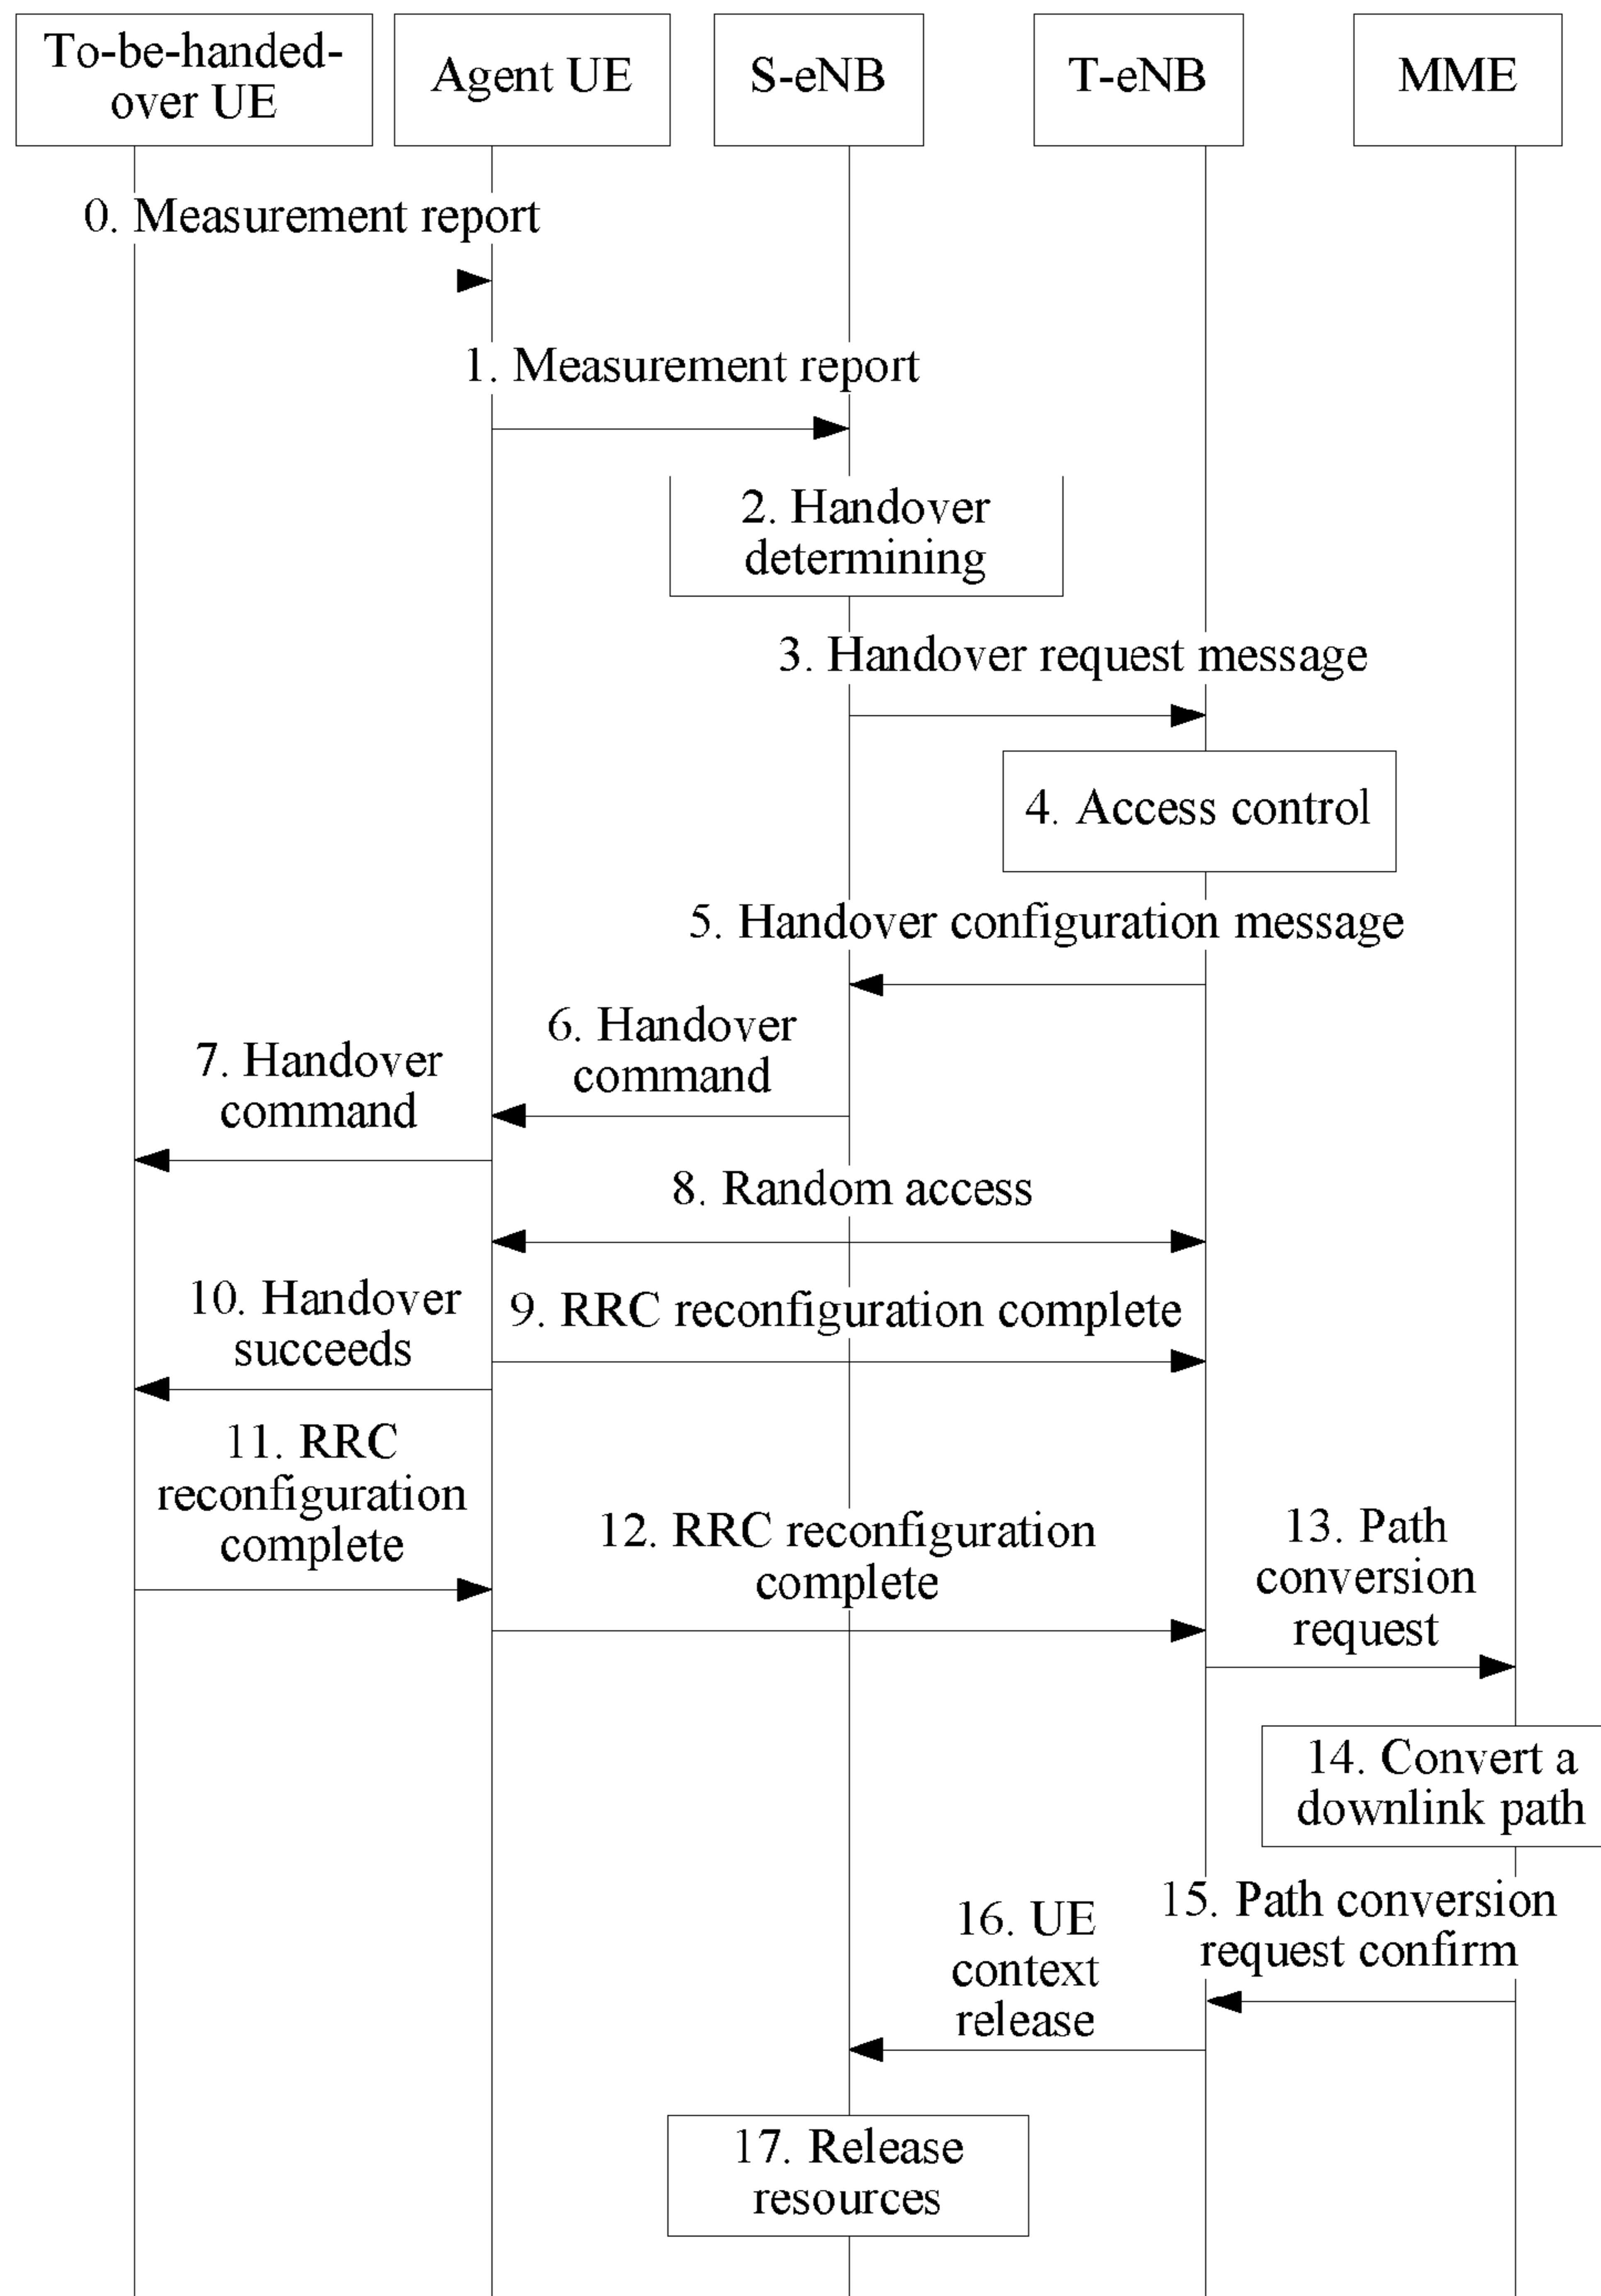 To-be-handed-
over UE
Agent UE
S-eNB
T-eNB
MME
0. Measurement report
1. Measurement report
2. Handover
determining
3. Handover request message
4. Access control
5. Handover configuration message
6. Handover
command
7. Handover
command
8. Random access
9. RRC reconfiguration complete
10. Handover
succeeds
11. RRC
reconfiguration
complete
12. RRC reconfiguration
complete
13. Path
conversion
request
14. Convert a
downlink path
15. Path conversion
request confirm
16. UE
context
release
17. Release
resources